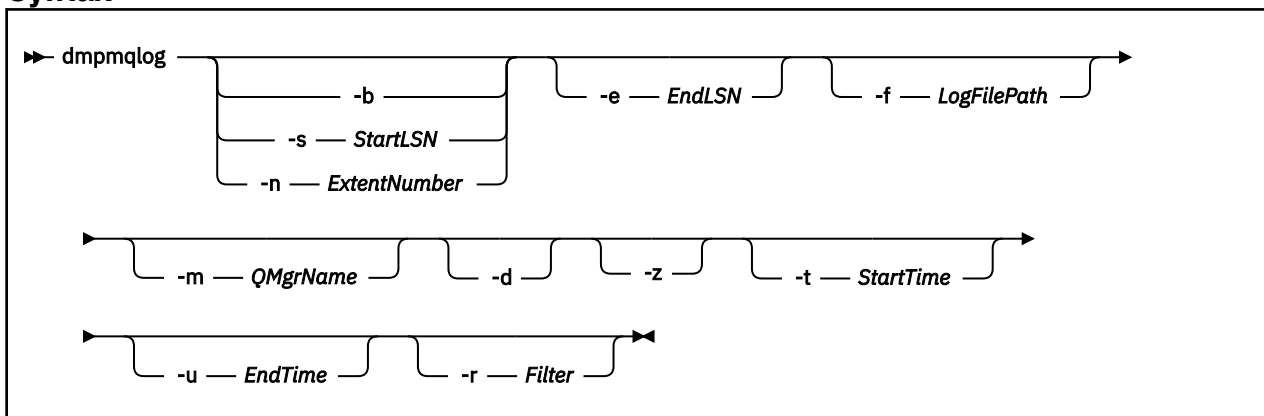 Syntax
dmpmqlog
-b
-e EndLSN
-f LogFilePath
-s StartLSN
-n ExtentNumber
-m QMgrName
-d
-z
-t StartTime
-u EndTime
-r Filter